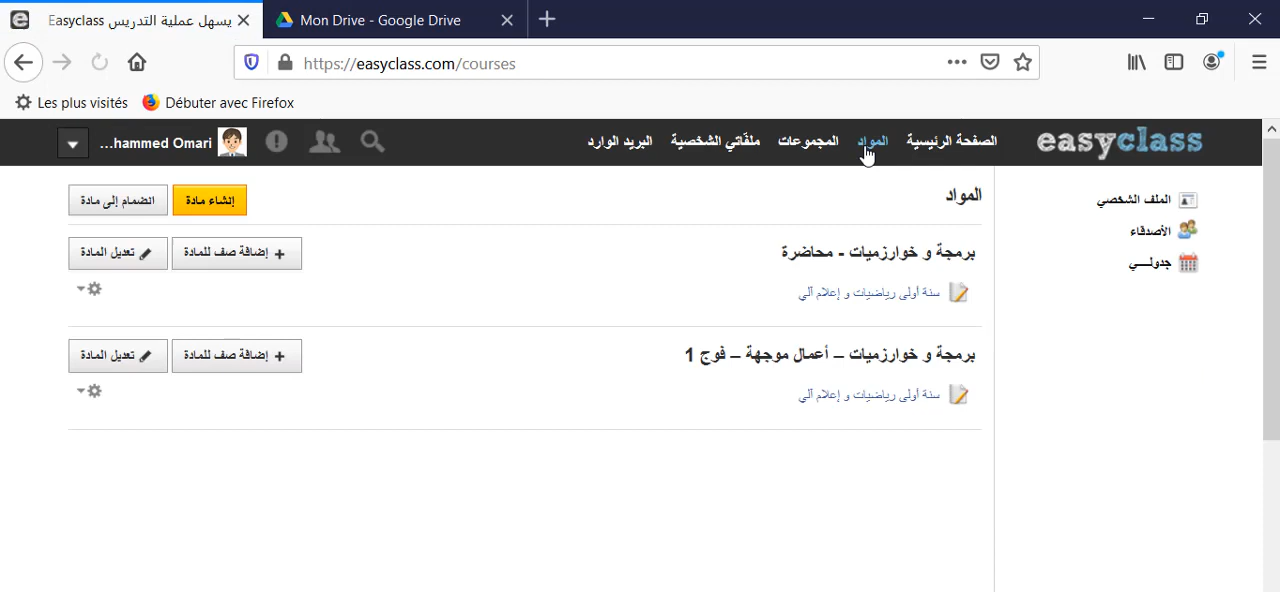 Easyclass يسهل عملية التدريس
Mon Drive - Google Drive
https://easyclass.com/courses
Les plus visités
Débuter avec Firefox
easyclass
الصفحة الرئيسية
المواد
المجموعات
ملفّاتي الشخصية
البريد الوارد
...hammed Omari
الملف الشخصي
الأصدقاء
جدولـــي
المواد
إنشاء مادة
انضمام إلى مادة
برمجة و خوارزميات - محاضرة
+ إضافة صف للمادة
تعديل المادة
سنة أولى رياضيات و إعلام آلي
برمجة و خوارزميات – أعمال موجهة – فوج 1
+ إضافة صف للمادة
تعديل المادة
سنة أولى رياضيات و إعلام آلي